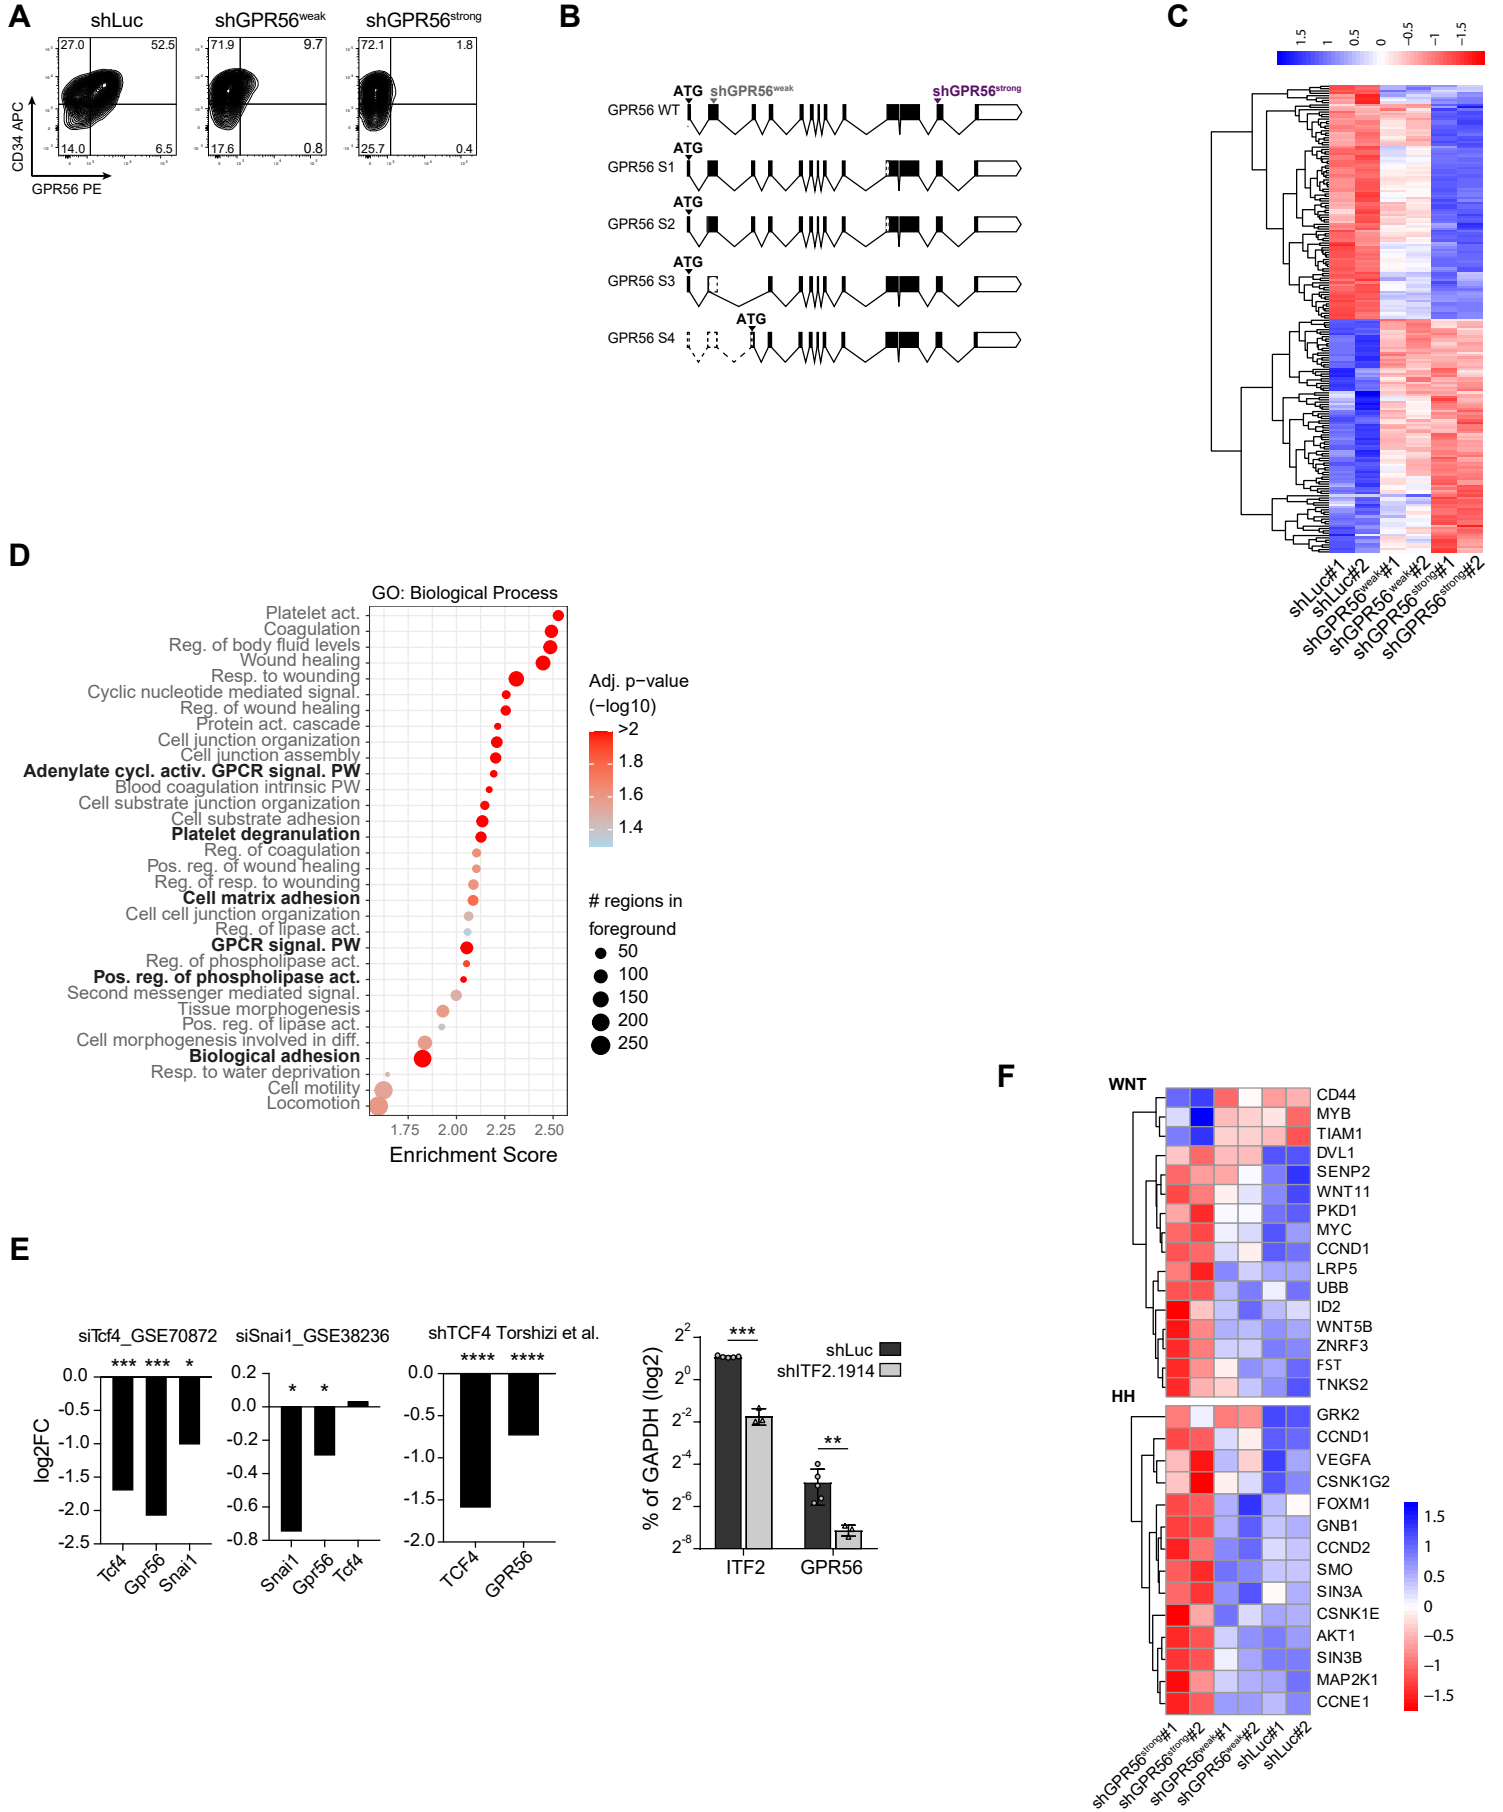 A
shLuc
shGPR56weak
shGPR56strong
27.0
52.5
14.0
6.5
71.9
9.7
17.6
0.8
72.1
1.8
25.7
0.4
CD34 APC
GPR56 PE
B
ATG
shGPR56weak
shGPR56strong
GPR56 WT
ATG
GPR56 S1
ATG
GPR56 S2
ATG
GPR56 S3
ATG
GPR56 S4
C
1.5
1
0.5
0
−0.5
−1
−1.5
shLuc#1
shLuc#2
shGPR56weak#1
shGPR56weak#2
shGPR56strong#1
shGPR56strong#2
D
GO: Biological Process
Platelet act.
Coagulation
Reg. of body fluid levels
Wound healing
Resp. to wounding
Cyclic nucleotide mediated signal.
Reg. of wound healing
Protein act. cascade
Cell junction organization
Cell junction assembly
Adenylate cycl. activ. GPCR signal. PW
Blood coagulation intrinsic PW
Cell substrate junction organization
Cell substrate adhesion
Platelet degranulation
Reg. of coagulation
Pos. reg. of wound healing
Reg. of resp. to wounding
Cell matrix adhesion
Cell cell junction organization
Reg. of lipase act.
GPCR signal. PW
Reg. of phospholipase act.
Pos. reg. of phospholipase act.
Second messenger mediated signal.
Tissue morphogenesis
Pos. reg. of lipase act.
Cell morphogenesis involved in diff.
Biological adhesion
Resp. to water deprivation
Cell motility
Locomotion
1.75
2.00
2.25
2.50
Enrichment Score
Adj. p−value
(−log10)
>2
1.8
1.6
1.4
# regions in
foreground
50
100
150
200
250
E
siTcf4_GSE70872
*** *** *
0.0
-0.5
-1.0
-1.5
-2.0
-2.5
log2FC
Tcf4
Gpr56
Snai1
siSnai1_GSE38236
* *
0.2
0.0
-0.2
-0.4
-0.6
-0.8
Snai1
Gpr56
Tcf4
shTCF4 Torshizi et al.
**** ****
0.0
-0.5
-1.0
-1.5
-2.0
TCF4
GPR56
% of GAPDH (log2)
2^2
2^0
2^-2
2^-4
2^-6
2^-8
***
**
shLuc
shITF2.1914
ITF2
GPR56
F
WNT
CD44
MYB
TIAM1
DVL1
SENP2
WNT11
PKD1
MYC
CCND1
LRP5
UBB
ID2
WNT5B
ZNRF3
FST
TNKS2
HH
GRK2
CCND1
VEGFA
CSNK1G2
FOXM1
GNB1
CCND2
SMO
SIN3A
CSNK1E
AKT1
SIN3B
MAP2K1
CCNE1
shGPR56strong#1
shGPR56strong#2
shGPR56weak#1
shGPR56weak#2
shLuc#1
shLuc#2
1.5
1
0.5
0
−0.5
−1
−1.5